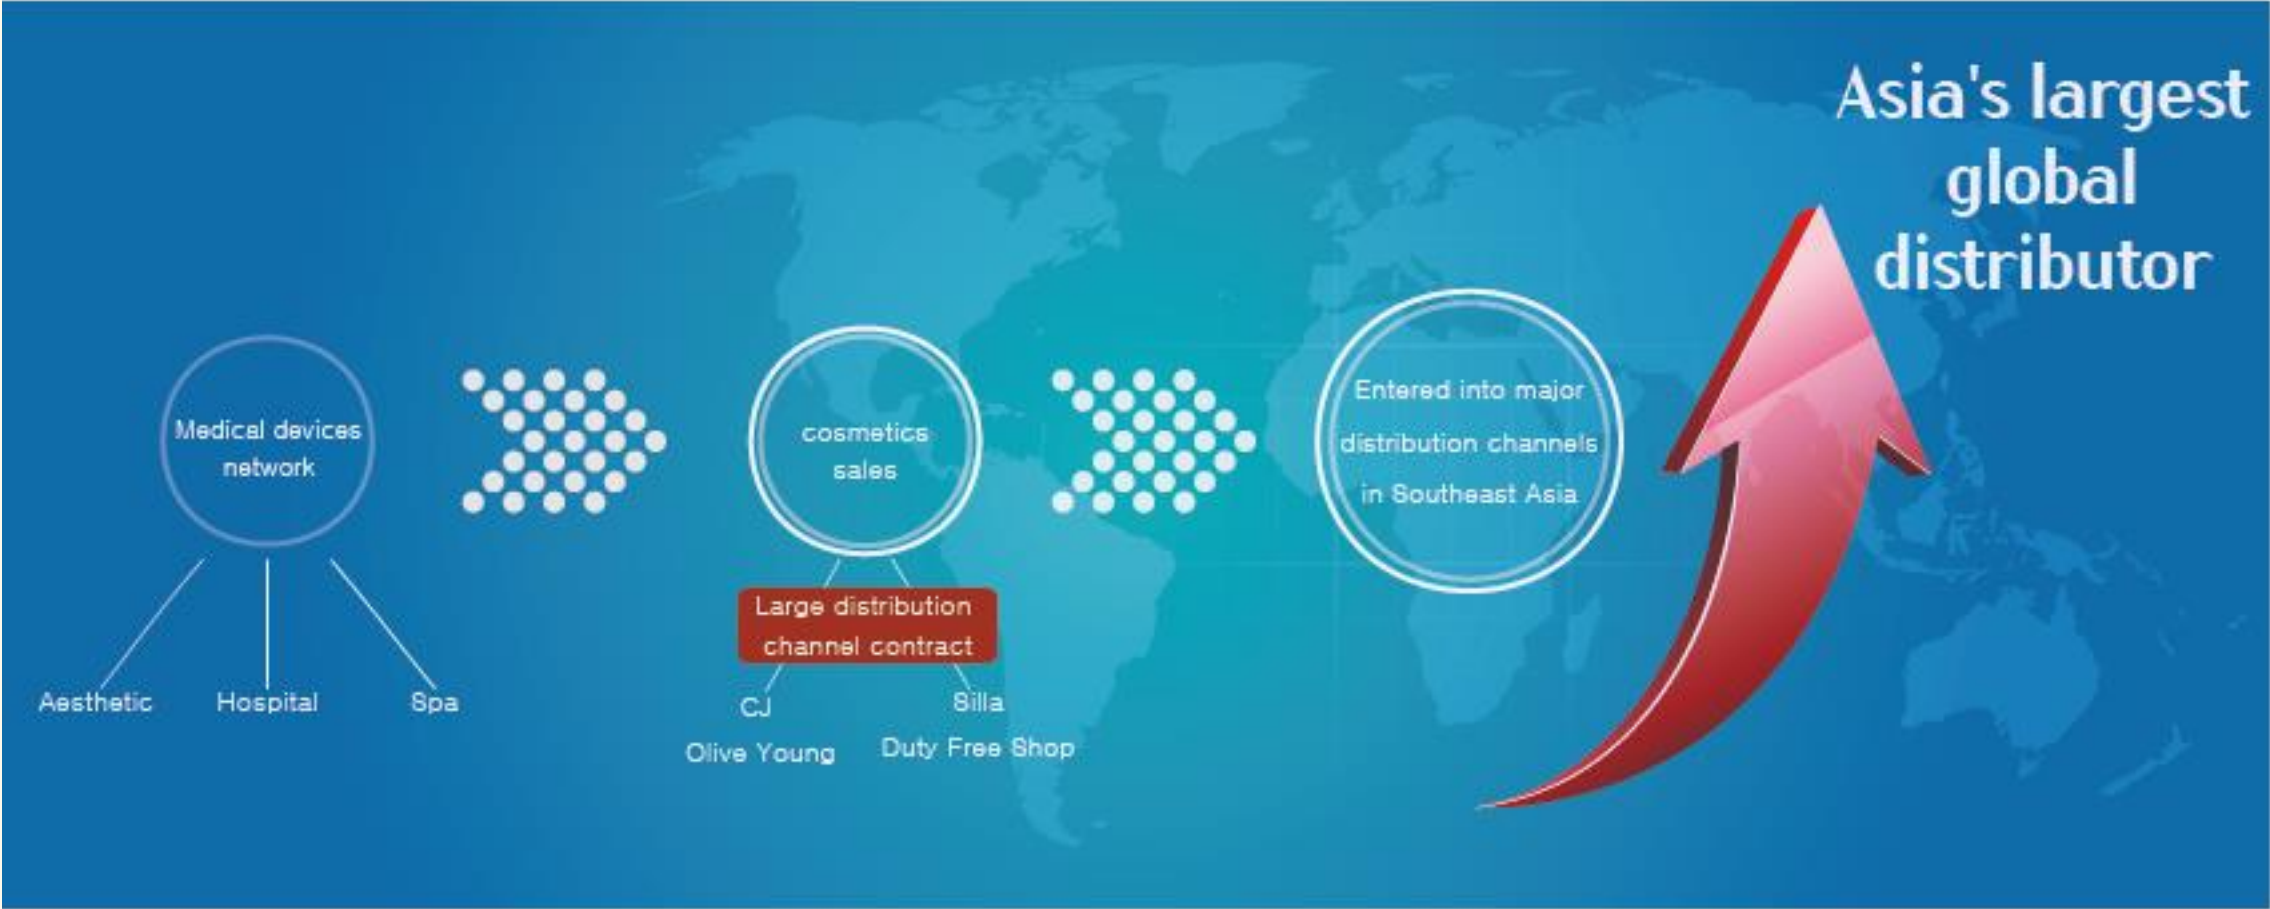 Asia's largest
global
distributor
Medical devices
network
Aesthetic
Hospital
Spa
cosmetics
sales
Large distribution
channel contract
CJ
Olive Young
Silla
Duty Free Shop
Entered into major
distribution channels
in Southeast Asia